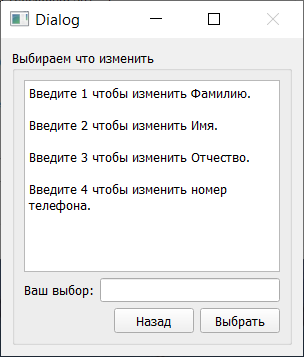 Dialog
Выбираем что изменить
Введите 1 чтобы изменить Фамилию.
Введите 2 чтобы изменить Имя.
Введите 3 чтобы изменить Отчество.
Введите 4 чтобы изменить номер
телефона.
Ваш выбор:
Назад
Выбрать